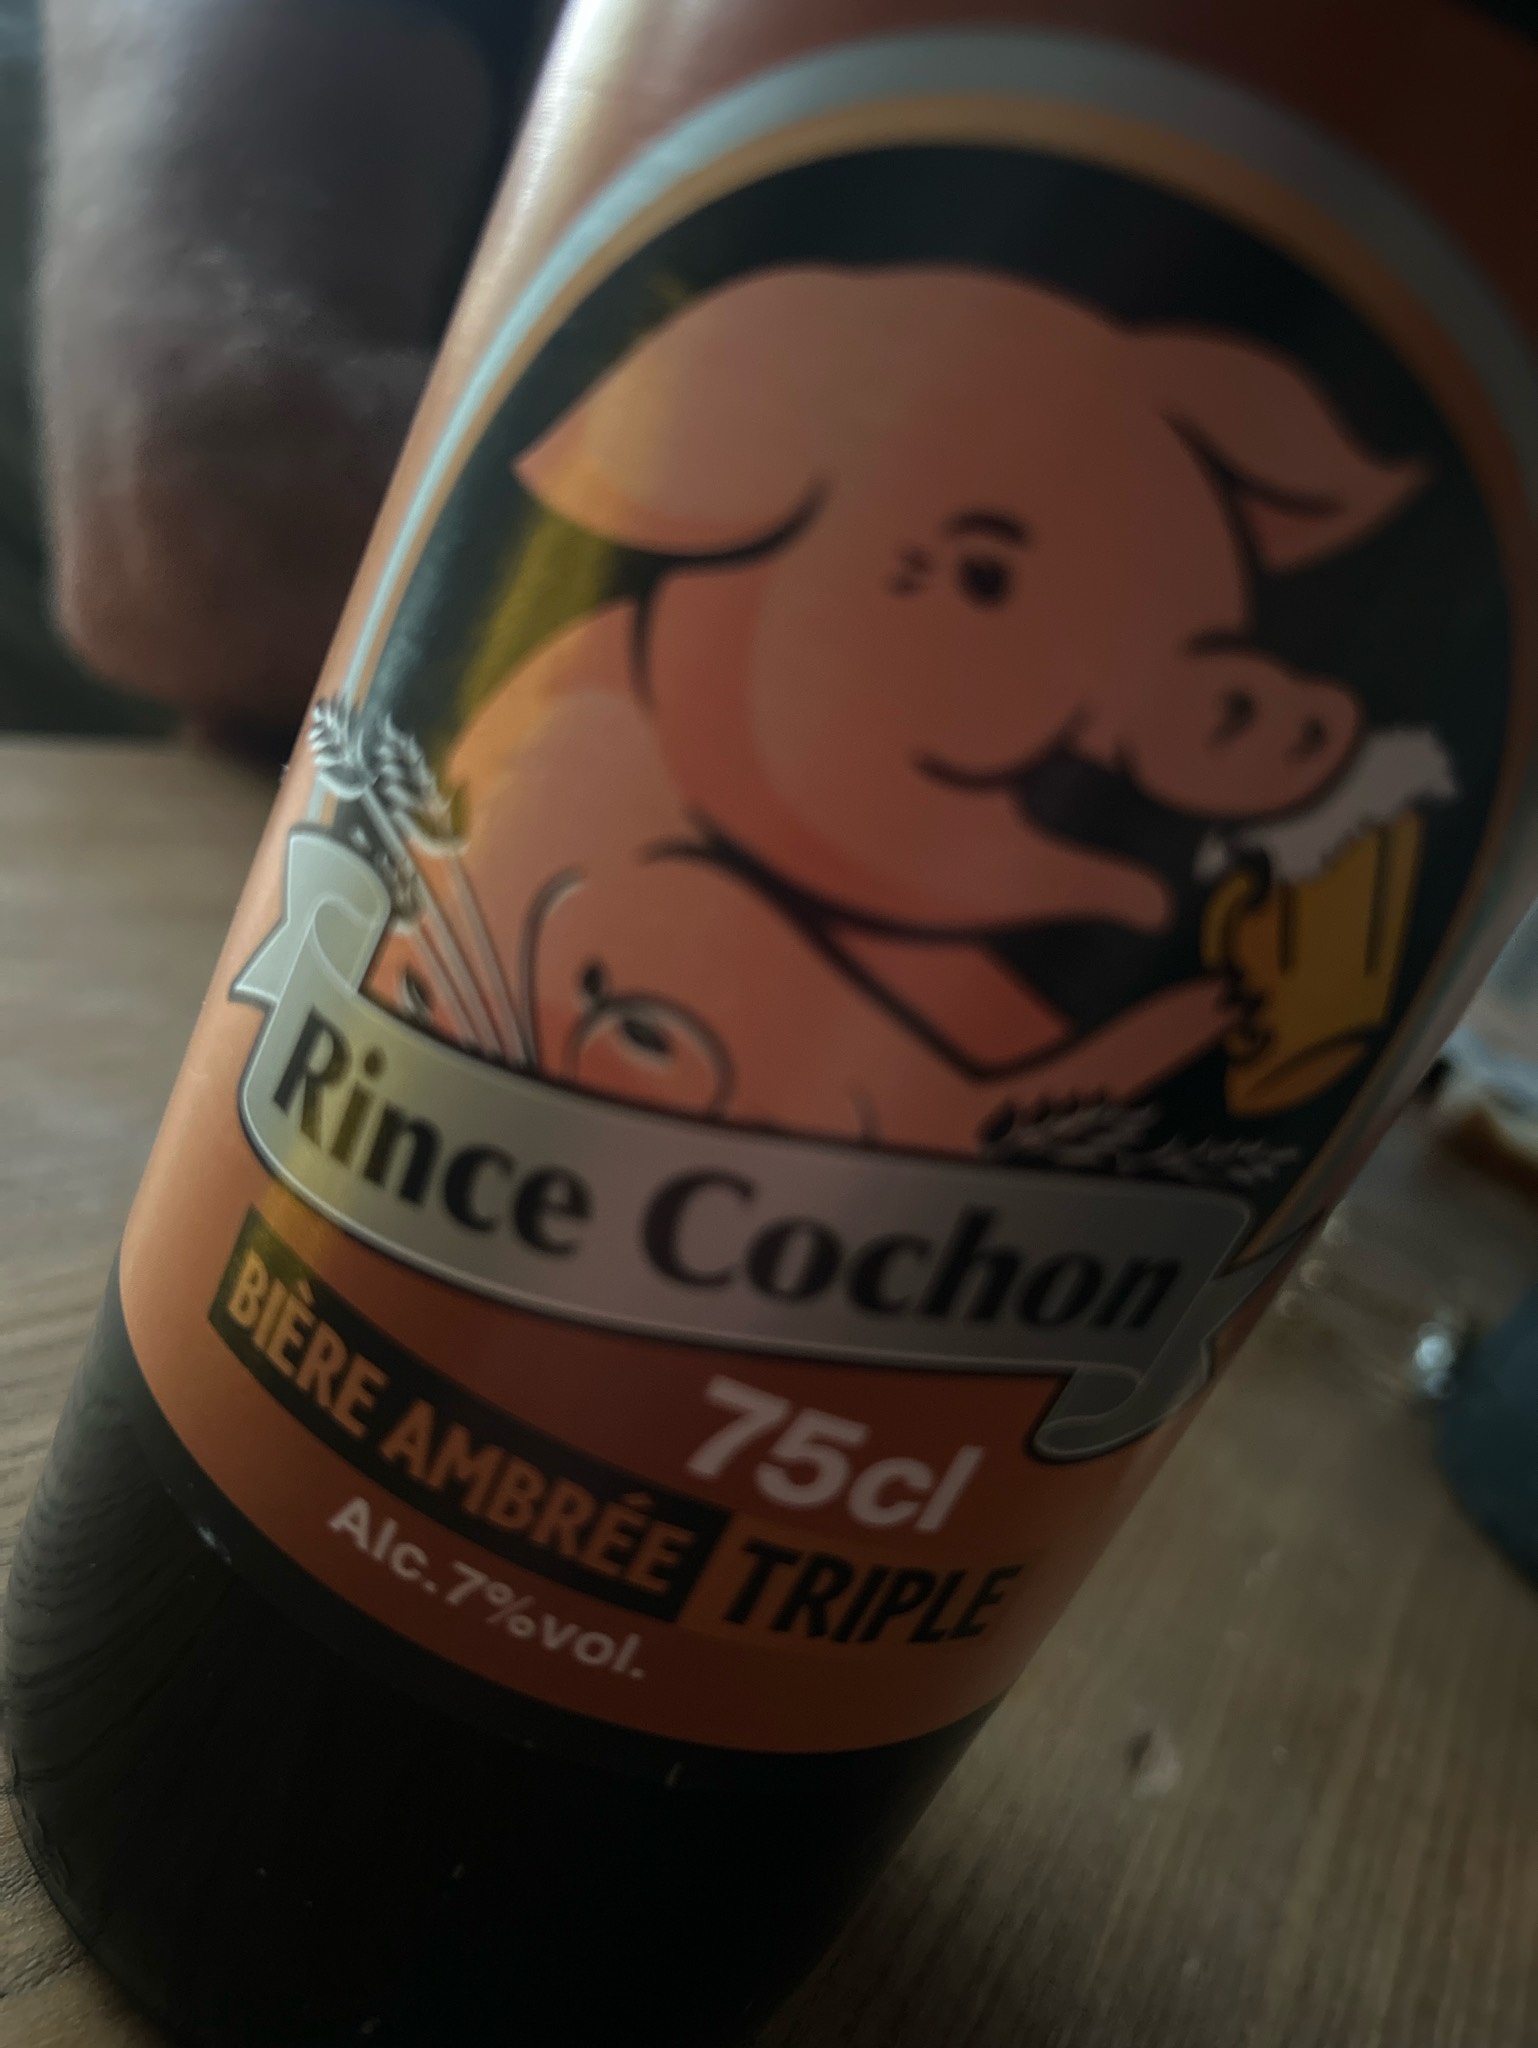 Rince Cochon
75cl
BIÈRE AMBRÉE TRIPLE
Alc. 7%vol.